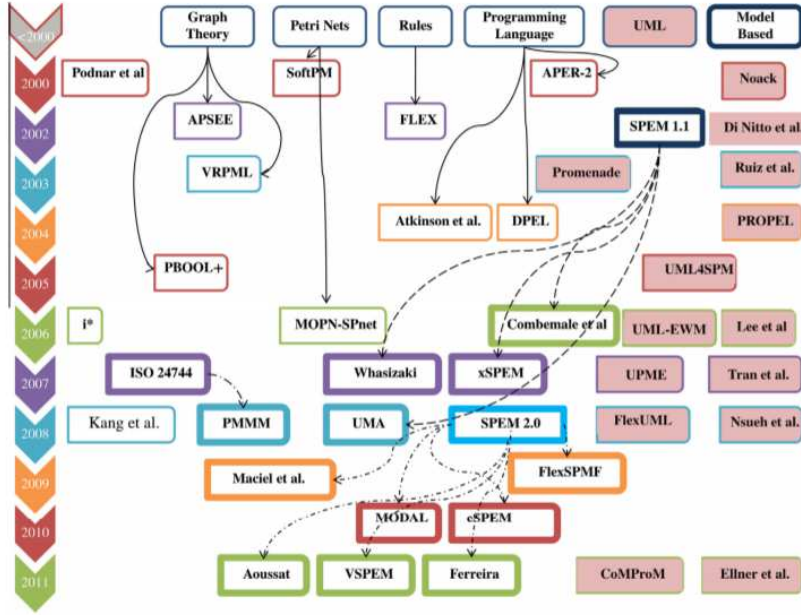 <2000
Graph
Theory
Petri Nets
Rules
Programming
Language
UML
Model
Based
2000
Podnar et al
SoftPM
APER-2
Noack
2002
APSEE
FLEX
SPEM 1.1
Di Nitto et al.
2003
VRPML
Promenade
Ruiz et al.
2004
Atkinson et al.
DPEL
PROPEL
2005
PBOOL+
UML4SPM
2006
i*
MOPN-SPnet
Combemale et al
UML-EWM
Lee et al
2007
ISO 24744
Whasizaki
xSPEM
UPME
Tran et al.
2008
Kang et al.
PMMM
UMA
SPEM 2.0
FlexUML
Nsueh et al.
2009
Maciel et al.
FlexSPMF
2010
MODAL
eSPEM
2011
Aoussat
VSPEM
Ferreira
CoMProM
Ellner et al.